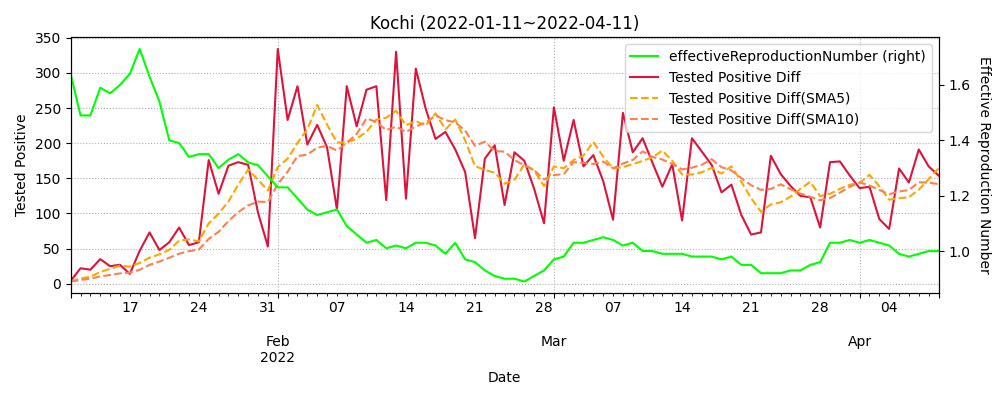 Kochi (2022-01-11~2022-04-11)
effectiveReproductionNumber (right)
Tested Positive Diff
Tested Positive Diff(SMA5)
Tested Positive Diff(SMA10)
Tested Positive
350
300
250
200
150
100
50
0
1.6
1.4
1.2
1.0
Effective Reproduction Number
17 24 31 07 14 21 28 07 14 21 28 04
Feb Mar Apr
2022
Date